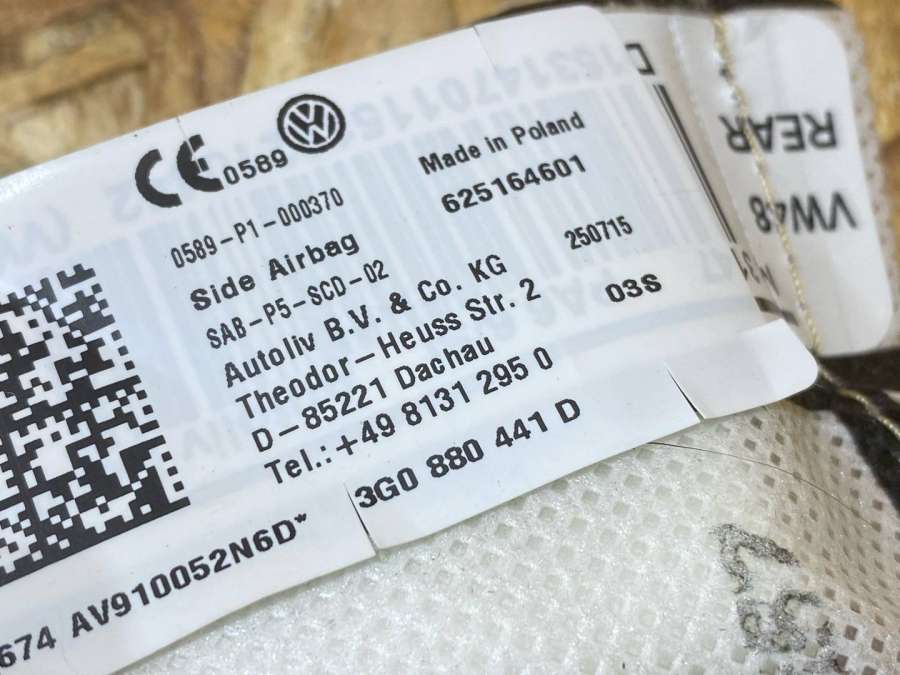 CE 0589
Made in Poland
0589-P1-000370
625164601
Side Airbag
SAB-P5-SCD-02
250715
Autoliv B.V. & Co. KG
Theodor-Heuss Str. 2
03S
D-85221 Dachau
Tel.: +49 8131 295 0
3G0 880 441 D
674 AV910052N6D*
REAR
VW48